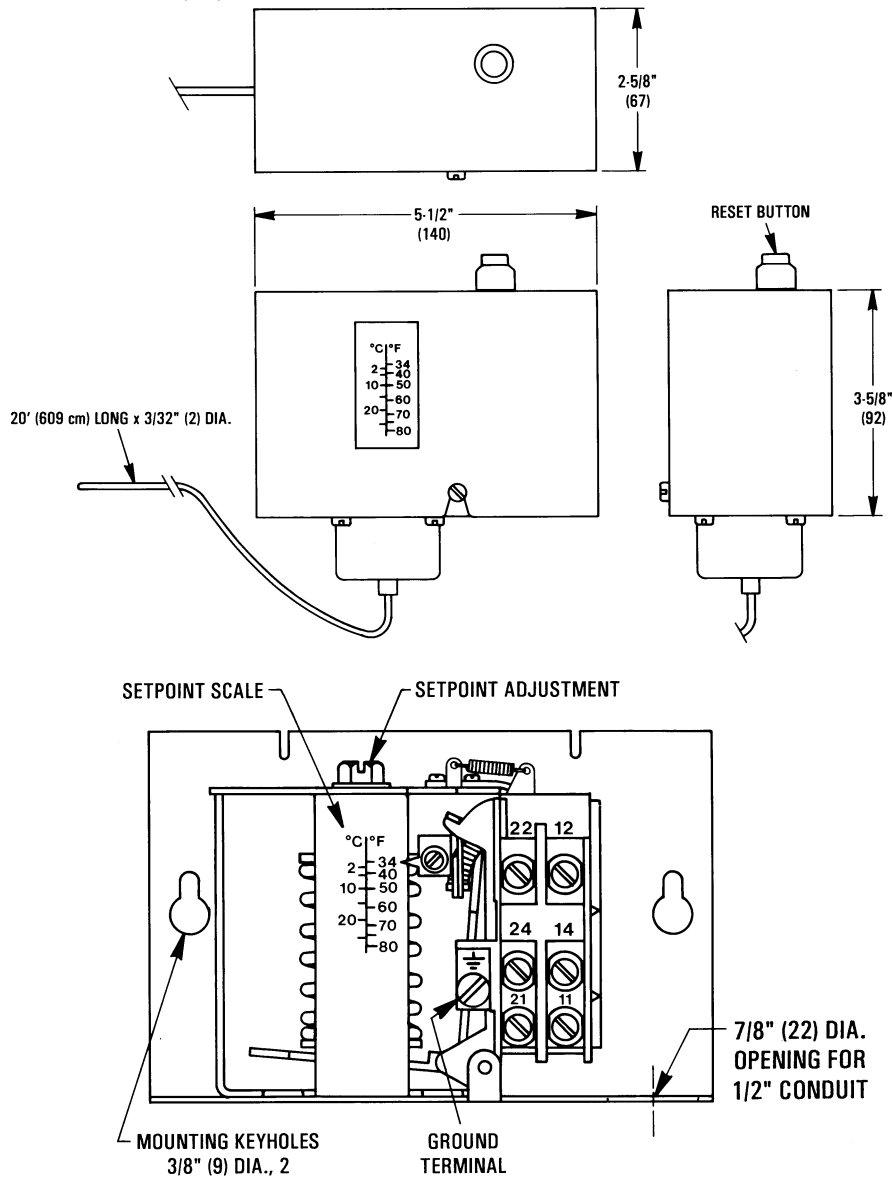 2-5/8"
(67)
5-1/2"
(140)
RESET BUTTON
°C °F
34
2 40
10 50
60
20 70
80
3-5/8"
(92)
20' (609 cm) LONG x 3/32" (2) DIA.
SETPOINT SCALE
SETPOINT ADJUSTMENT
22 12
°C °F
34
2 40
10 50
60
20 70
80
24 14
21 11
7/8" (22) DIA.
OPENING FOR
1/2" CONDUIT
MOUNTING KEYHOLES
3/8" (9) DIA., 2
GROUND
TERMINAL